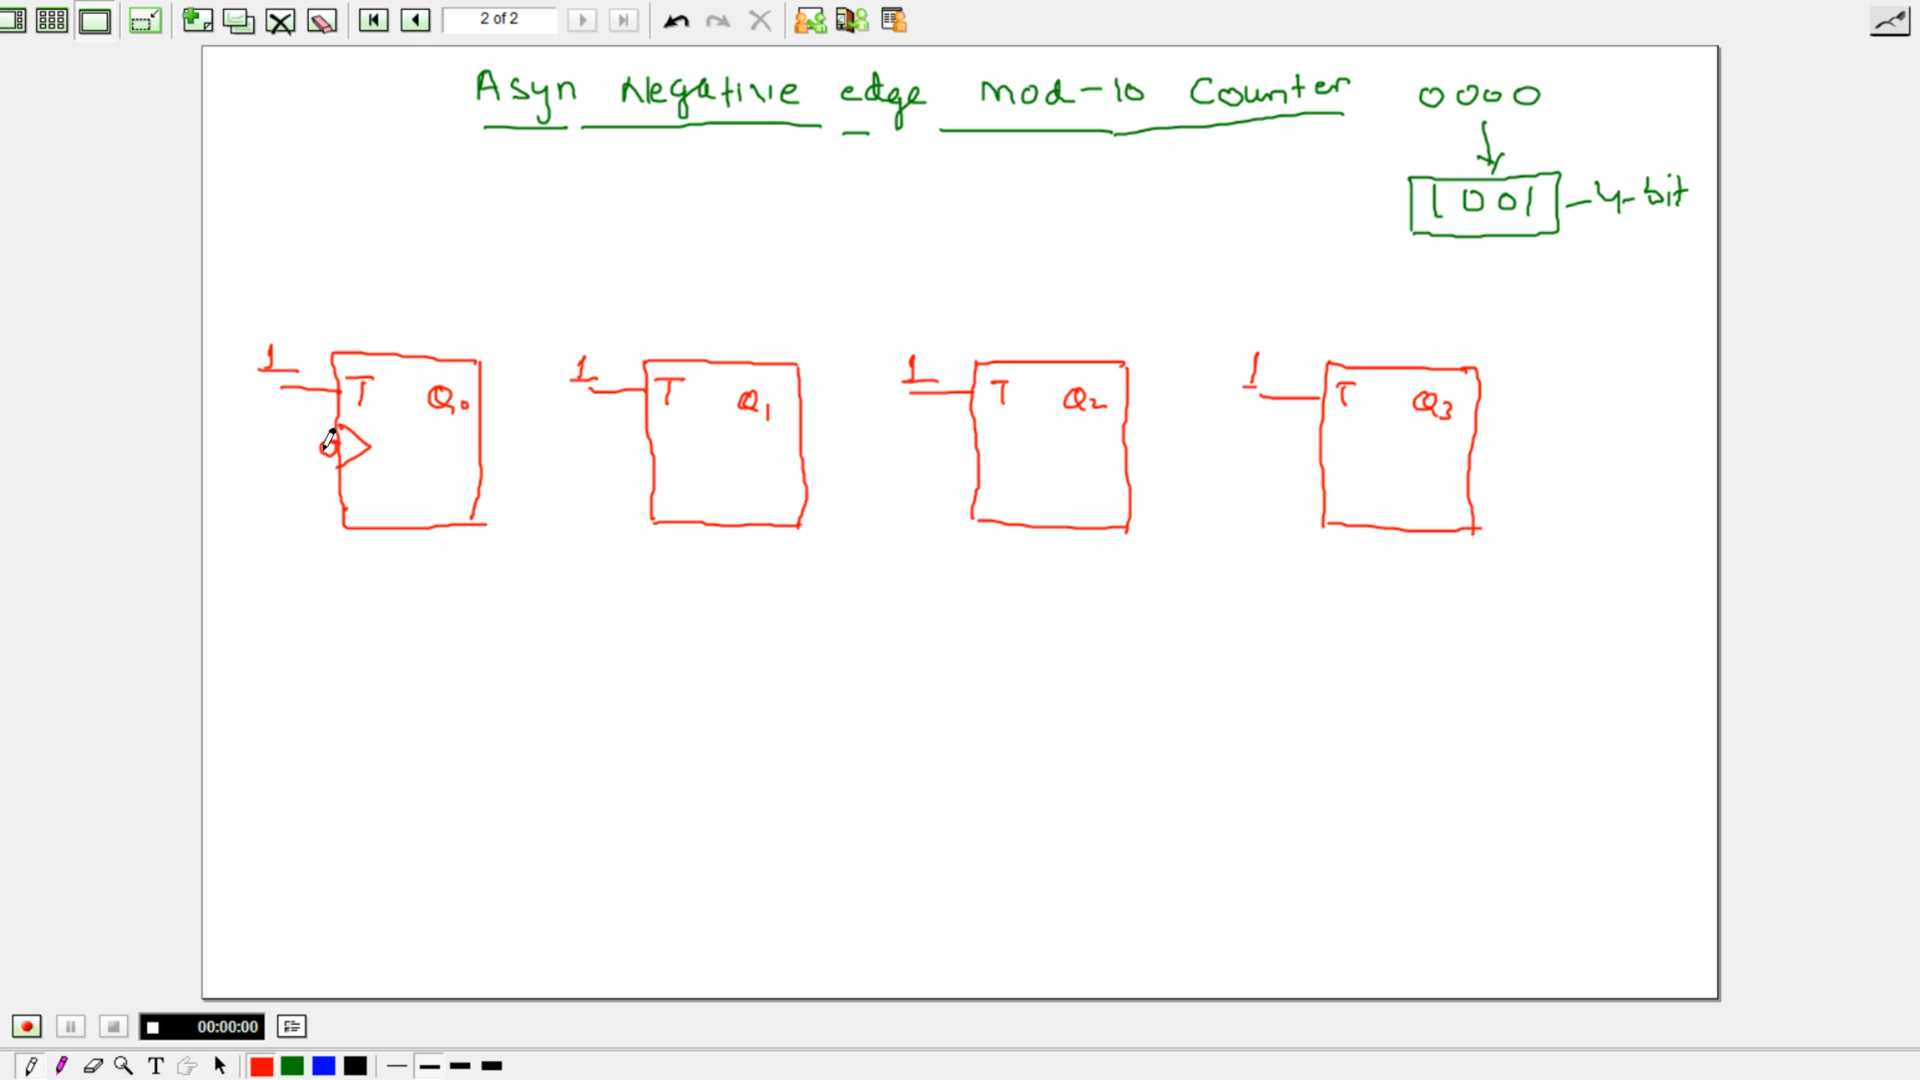 2 of 2
Asyn Negative edge mod-10 Counter 0000
1001 - 4-bit
1 T Q0 1 T Q1 1 T Q2 1 T Q3
00:00:00
T